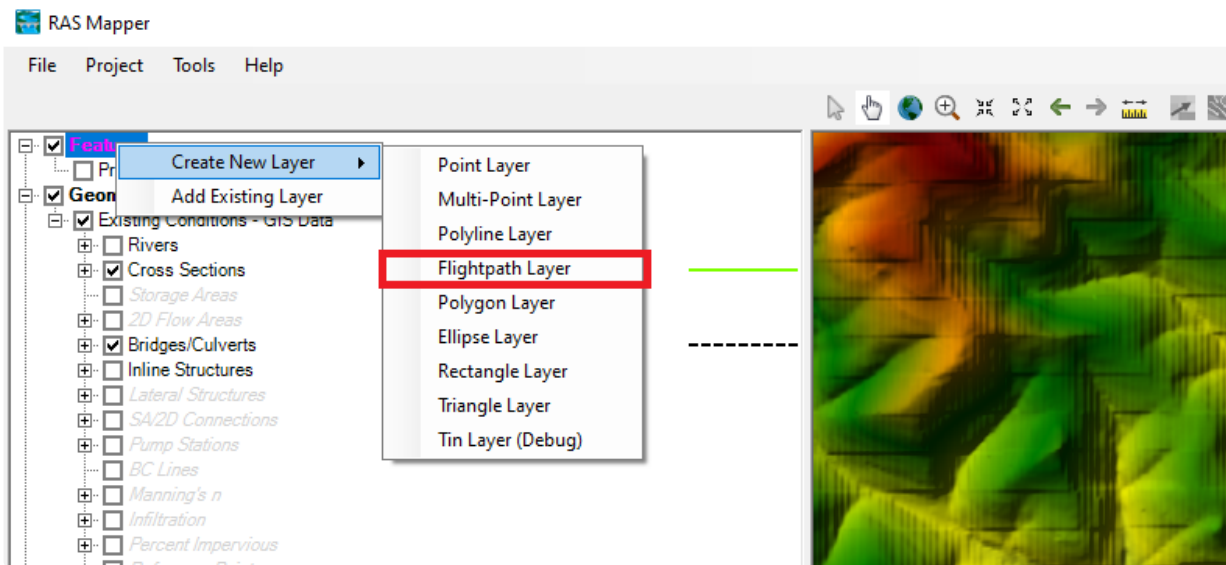 RAS Mapper
File Project Tools Help
Create New Layer
Add Existing Layer
Point Layer
Multi-Point Layer
Polyline Layer
Flightpath Layer
Polygon Layer
Ellipse Layer
Rectangle Layer
Triangle Layer
Tin Layer (Debug)
Existing Conditions - GIS Data
Rivers
Cross Sections
Storage Areas
2D Flow Areas
Bridges/Culverts
Inline Structures
Lateral Structures
SA/2D Connections
Pump Stations
BC Lines
Manning's n
Infiltration
Percent Impervious